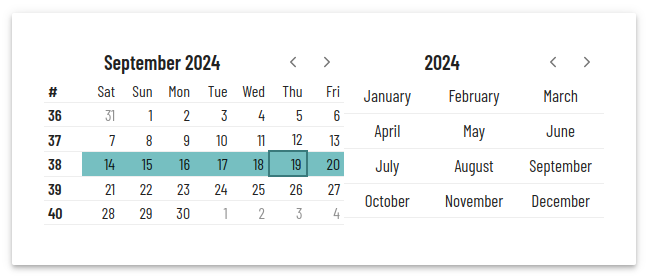 September 2024
# Sat Sun Mon Tue Wed Thu Fri
36 31 1 2 3 4 5 6
37 7 8 9 10 11 12 13
38 14 15 16 17 18 19 20
39 21 22 23 24 25 26 27
40 28 29 30 1 2 3 4
2024
January February March
April May June
July August September
October November December